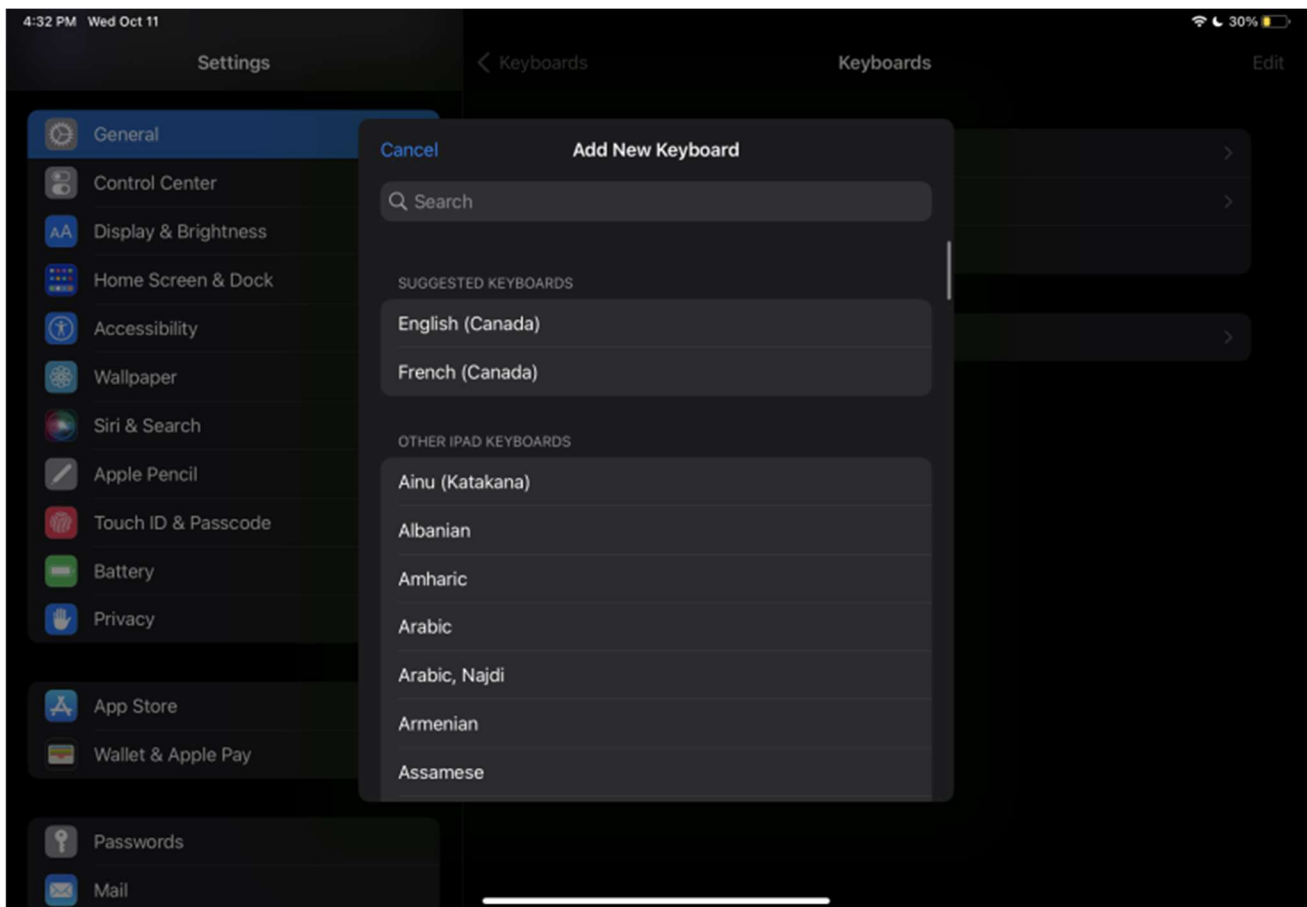 4:32 PM Wed Oct 11
30%
Settings
Keyboards
Keyboards
Edit
General
Control Center
Display & Brightness
Home Screen & Dock
Accessibility
Wallpaper
Siri & Search
Apple Pencil
Touch ID & Passcode
Battery
Privacy
App Store
Wallet & Apple Pay
Passwords
Mail
Cancel
Add New Keyboard
Search
SUGGESTED KEYBOARDS
English (Canada)
French (Canada)
OTHER IPAD KEYBOARDS
Ainu (Katakana)
Albanian
Amharic
Arabic
Arabic, Najdi
Armenian
Assamese